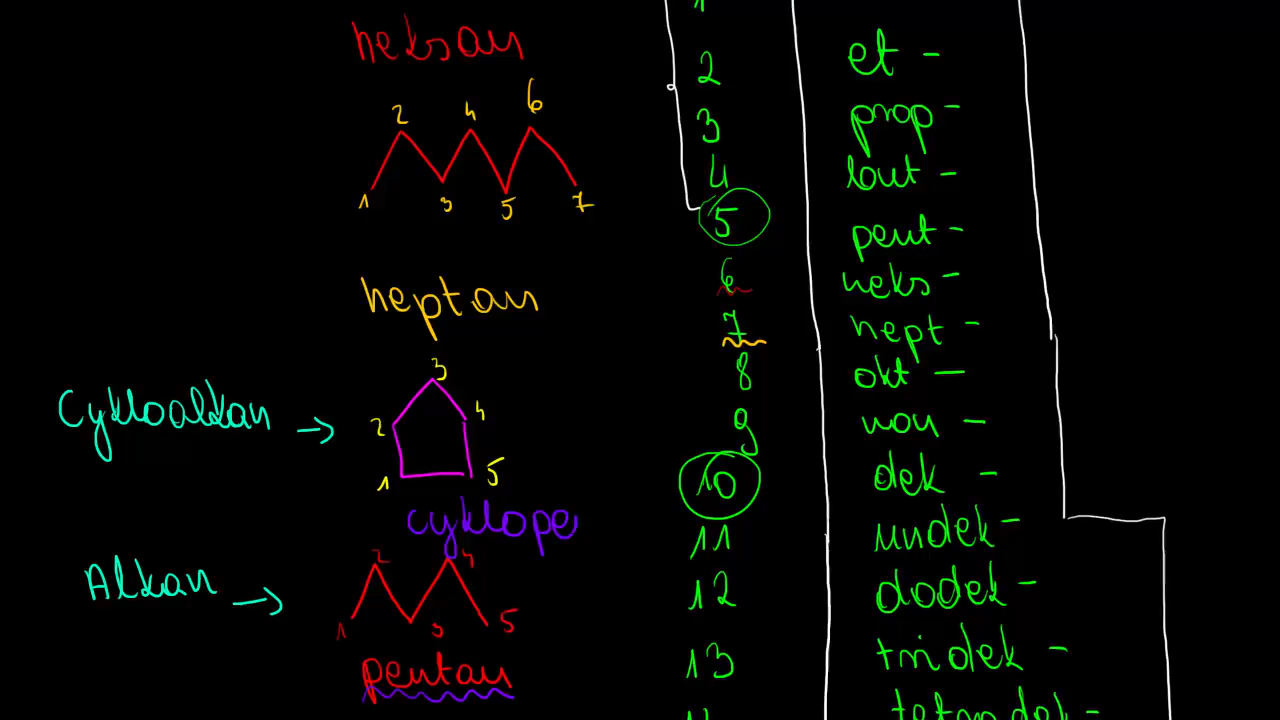 heksan
2 4 6
1 3 5 7
heptan
Cykloalkan →
3
2 4
1 5
cyklope
Alkan →
2 4
1 3 5
pentan
1
2 et -
3 prop -
4 but -
5 pent -
6 heks -
7 hept -
8 okt -
9 non -
10 dek -
11 undek -
12 dodek -
13 tridek -